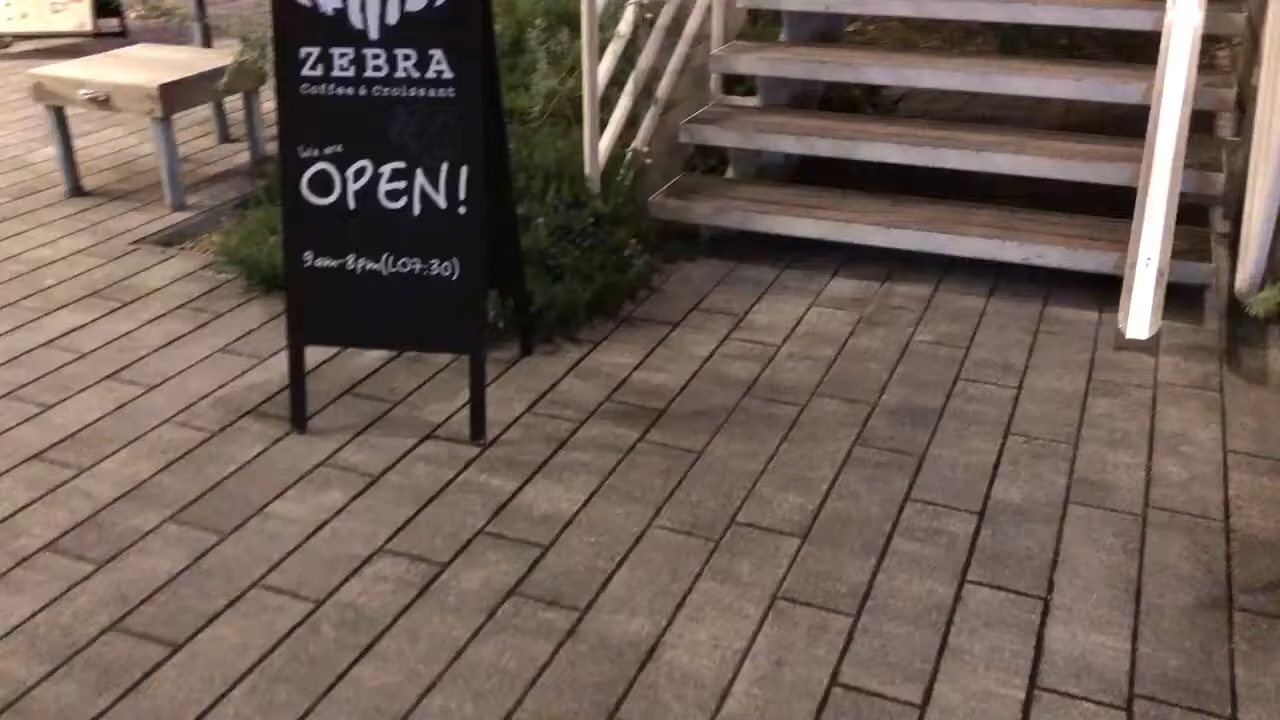 ZEBRA
Coffee & Croissant
We are
OPEN!
9am-8pm(LO7:30)